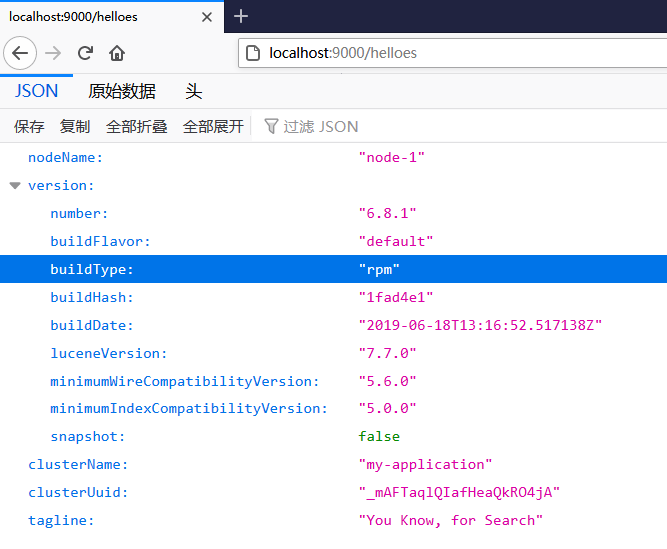 localhost:9000/helloes
localhost:9000/helloes
JSON 原始数据 头
保存 复制 全部折叠 全部展开 过滤 JSON
nodeName: "node-1"
version:
number: "6.8.1"
buildFlavor: "default"
buildType: "rpm"
buildHash: "1fad4e1"
buildDate: "2019-06-18T13:16:52.517138Z"
luceneVersion: "7.7.0"
minimumWireCompatibilityVersion: "5.6.0"
minimumIndexCompatibilityVersion: "5.0.0"
snapshot: false
clusterName: "my-application"
clusterUuid: "_mAFTaqlQIafHeaQkRO4jA"
tagline: "You Know, for Search"